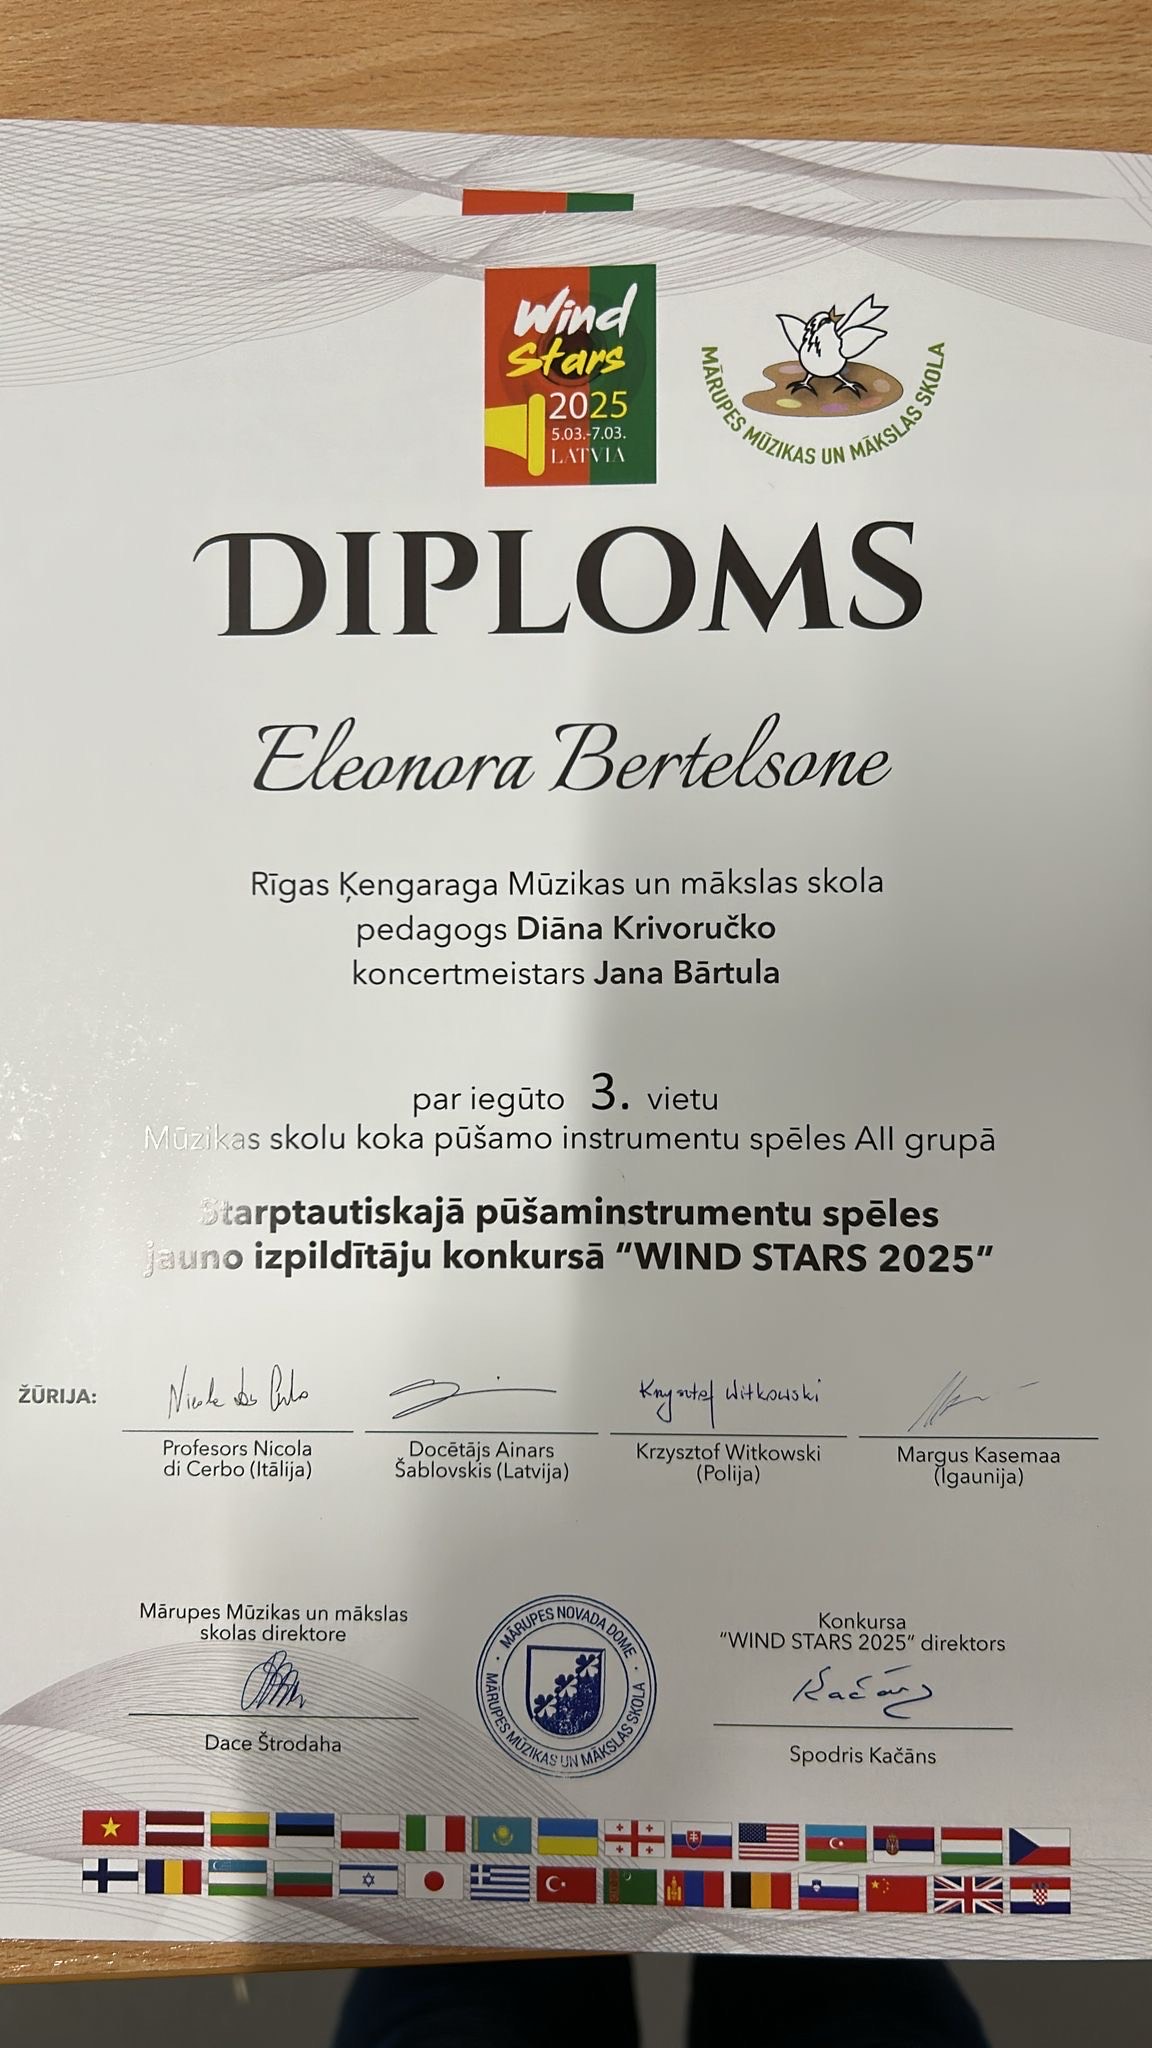 Wind
Stars
2025
5.03.-7.03.
LATVIA
MĀRUPES MŪZIKAS UN MĀKSLAS SKOLA
DIPLOMS
Eleonora Bertelsone
Rīgas Ķengaraga Mūzikas un mākslas skola
pedagogs Diāna Krivoručko
koncertmeistars Jana Bārtula
par iegūto 3. vietu
Mūzikas skolu koka pūšamo instrumentu spēles AII grupā
Starptautiskajā pūšaminstrumentu spēles
jauno izpildītāju konkursā “WIND STARS 2025”
ŽŪRIJA:
Krzysztof Witkowski
Profesors Nicola
di Cerbo (Itālija)
Docētājs Ainars
Šablovskis (Latvija)
Krzysztof Witkowski
(Polija)
Margus Kasemaa
(Igaunija)
Mārupes Mūzikas un mākslas
skolas direktore
Dace Štrodaha
MĀRUPES NOVADA DOME
MĀRUPES MŪZIKAS UN MĀKSLAS SKOLA
Konkursa
“WIND STARS 2025” direktors
Kačāns
Spodris Kačāns